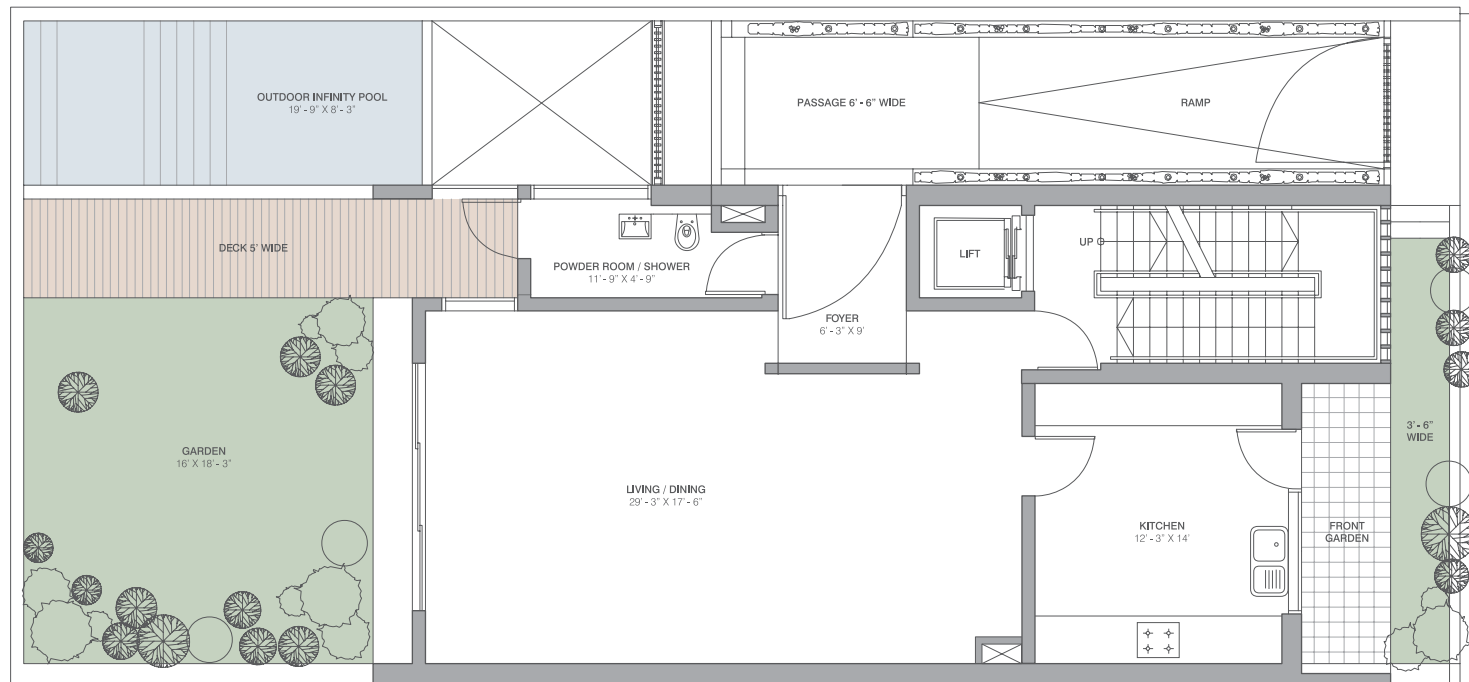 OUTDOOR INFINITY POOL
19' - 9" X 8' - 3"
PASSAGE 6' - 6" WIDE
RAMP
DECK 5' WIDE
POWDER ROOM / SHOWER
11' - 9" X 4' - 9"
LIFT
UP
FOYER
6' - 3" X 9'
GARDEN
16' X 18' - 3"
LIVING / DINING
29' - 3" X 17' - 6"
KITCHEN
12' - 3" X 14'
FRONT
GARDEN
3' - 6"
WIDE